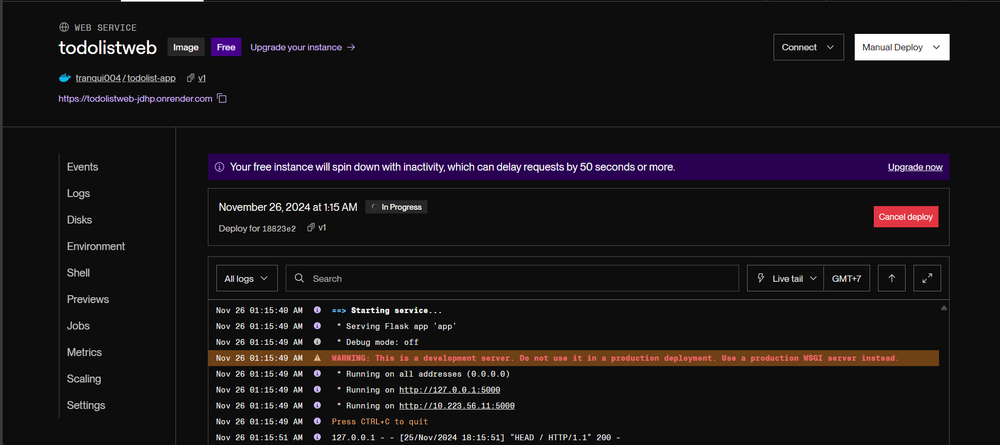 WEB SERVICE
todolistweb Image Free Upgrade your instance →
Connect Manual Deploy
tranqui004 / todolist-app v1
https://todolistweb-jdhp.onrender.com
Events
Logs
Disks
Environment
Shell
Previews
Jobs
Metrics
Scaling
Settings
Your free instance will spin down with inactivity, which can delay requests by 50 seconds or more. Upgrade now
November 26, 2024 at 1:15 AM In Progress
Deploy for 18823e2 v1
Cancel deploy
All logs Search Live tail GMT+7
Nov 26 01:15:40 AM ==> Starting service...
Nov 26 01:15:49 AM * Serving Flask app 'app'
Nov 26 01:15:49 AM * Debug mode: off
Nov 26 01:15:49 AM WARNING: This is a development server. Do not use it in a production deployment. Use a production WSGI server instead.
Nov 26 01:15:49 AM * Running on all addresses (0.0.0.0)
Nov 26 01:15:49 AM * Running on http://127.0.0.1:5000
Nov 26 01:15:49 AM * Running on http://10.223.56.11:5000
Nov 26 01:15:49 AM Press CTRL+C to quit
Nov 26 01:15:51 AM 127.0.0.1 - - [25/Nov/2024 18:15:51] "HEAD / HTTP/1.1" 200 -